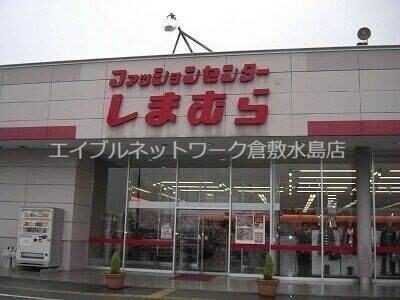 ファッションセンター
しまむら
エイブルネットワーク倉敷水島店